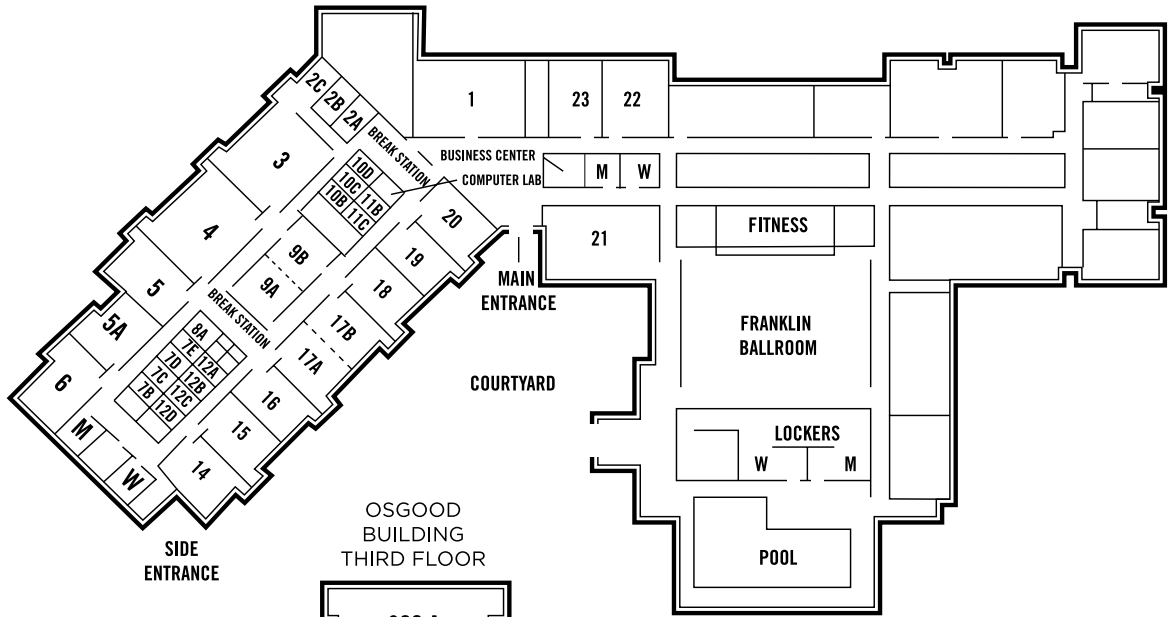 2C
2B
2A
BREAK STATION
1
23
22
3
10D
10C
10B
11B
11C
BUSINESS CENTER
COMPUTER LAB
M
W
4
9B
9A
20
19
18
21
MAIN
ENTRANCE
FITNESS
5
BREAK STATION
17B
17A
FRANKLIN
BALLROOM
5A
8A
7E
12A
7D
12B
7C
12C
7B
12D
6
16
15
14
COURTYARD
M
W
LOCKERS
W
M
POOL
SIDE
ENTRANCE
OSGOOD
BUILDING
THIRD FLOOR